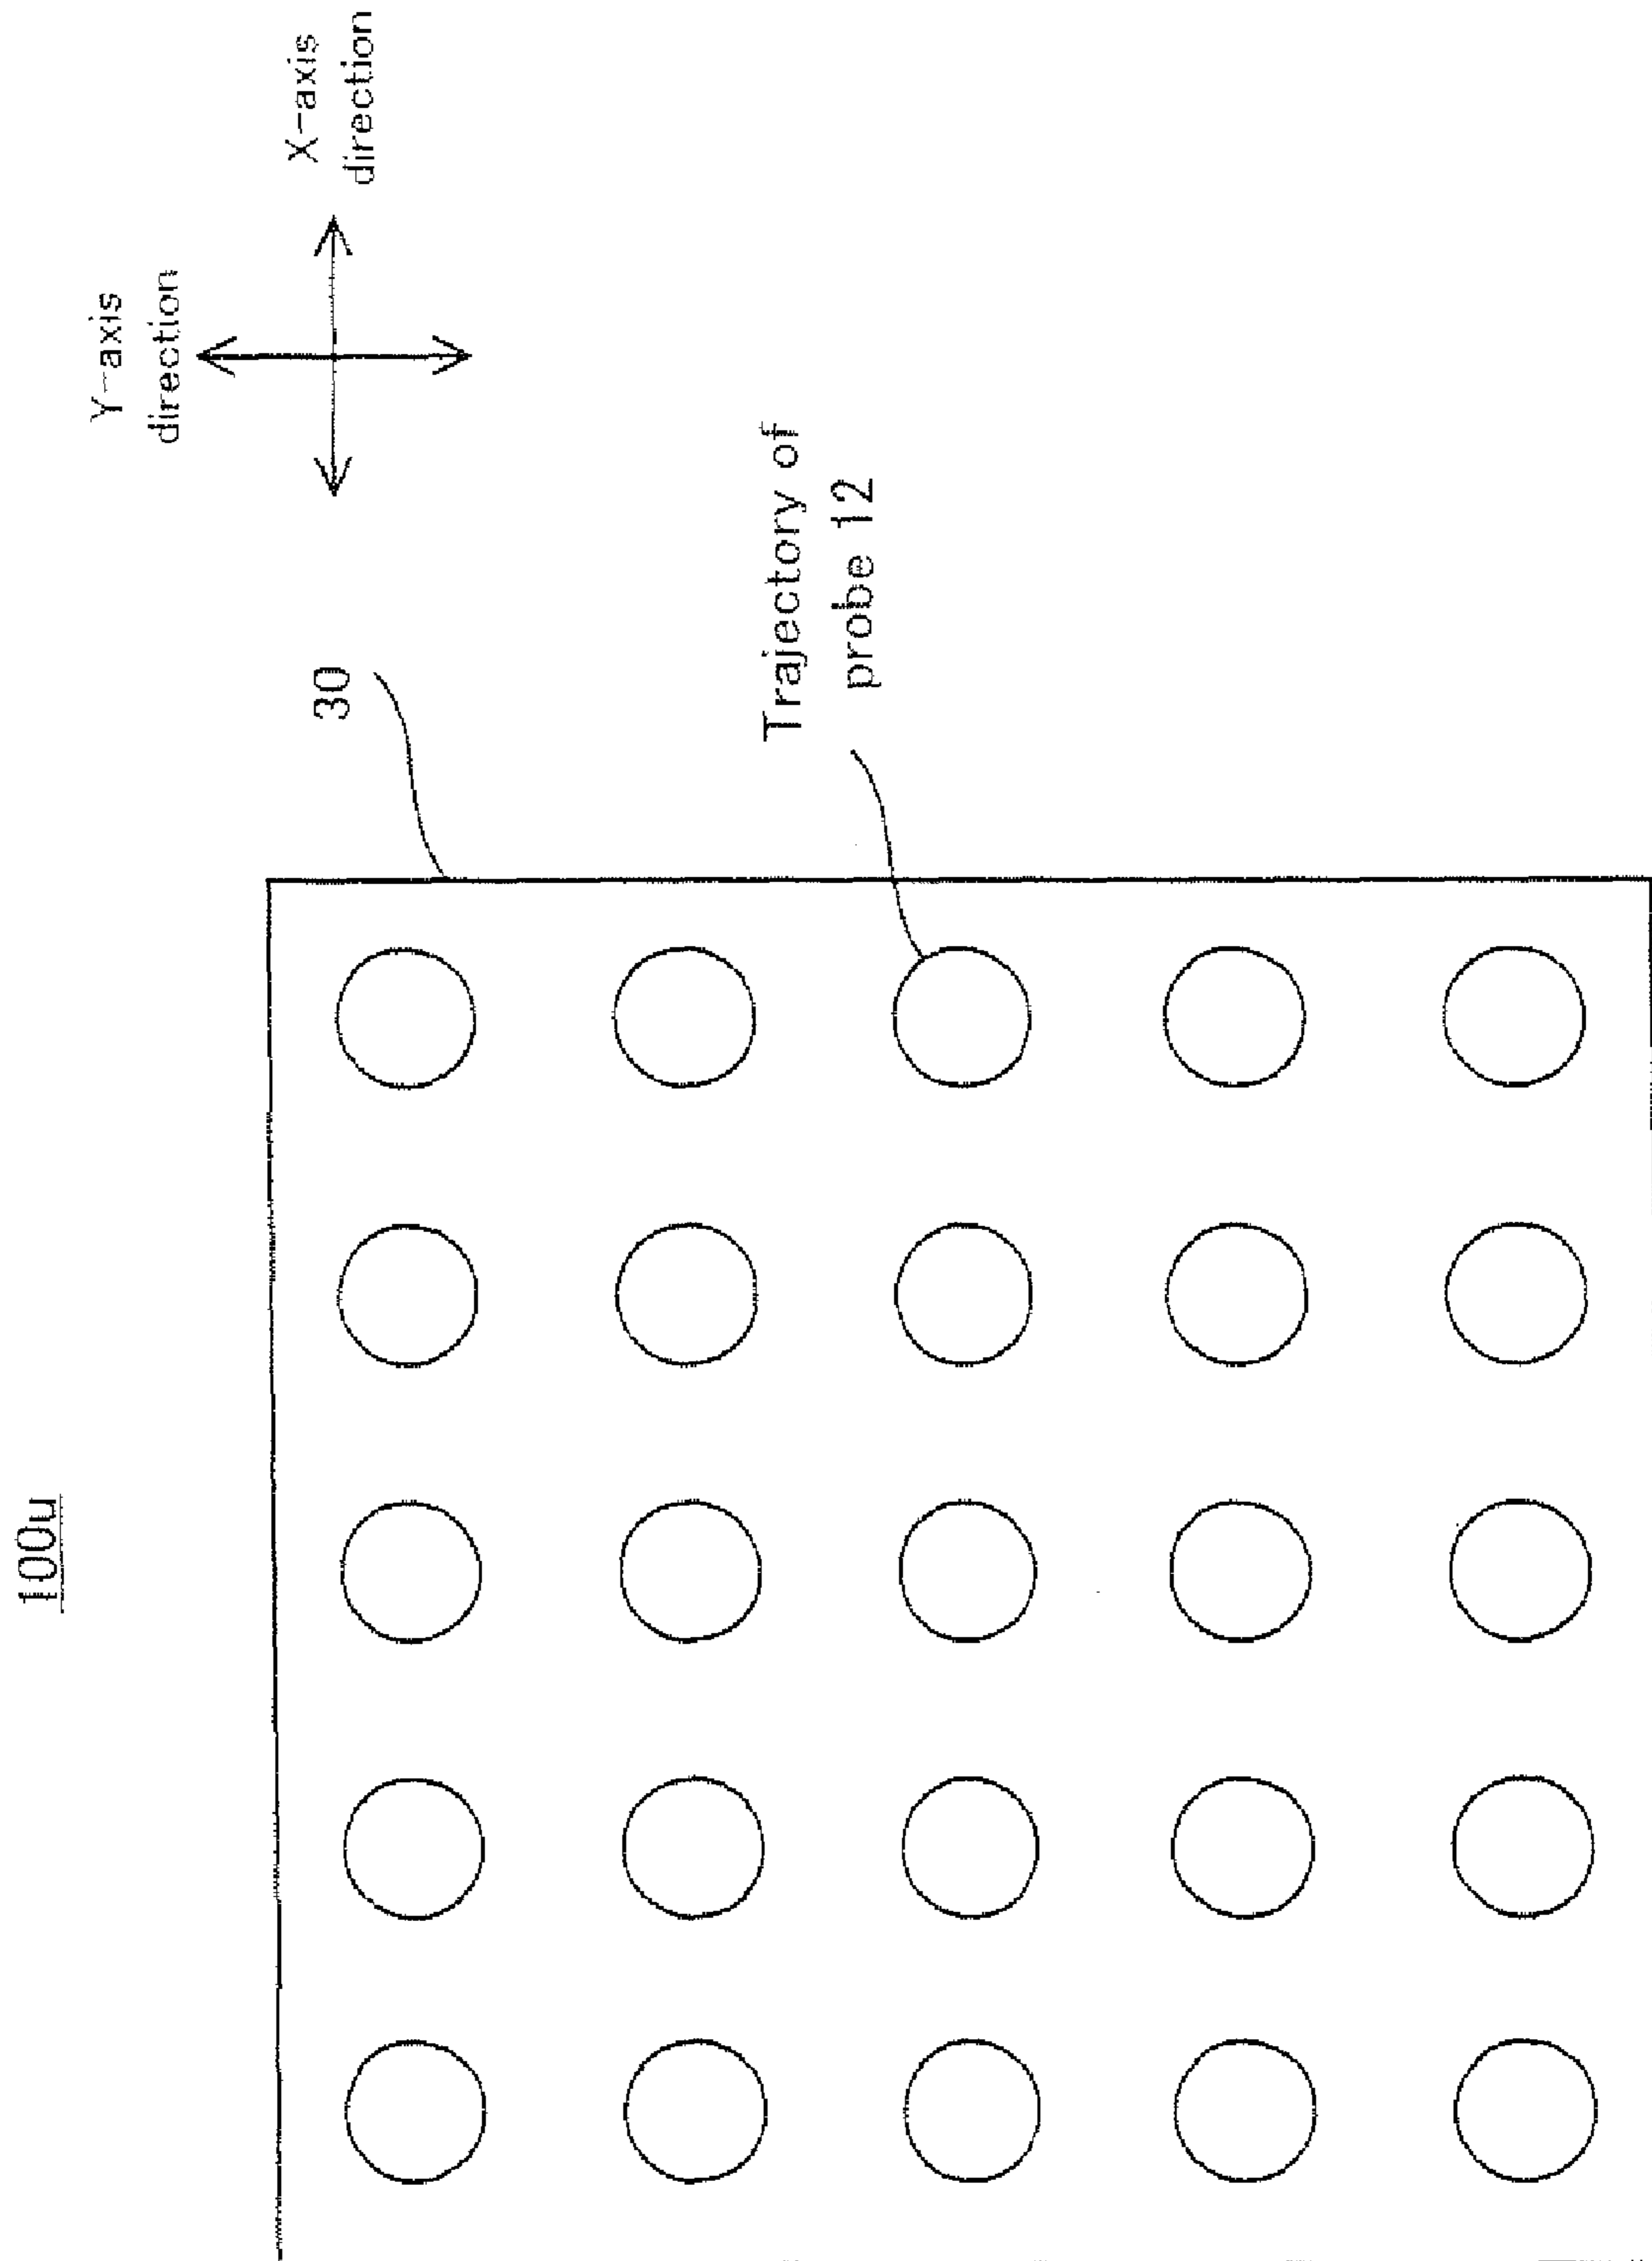 100u
30
Trajectory of
probe 12
Y-axis
direction
X-axis
direction